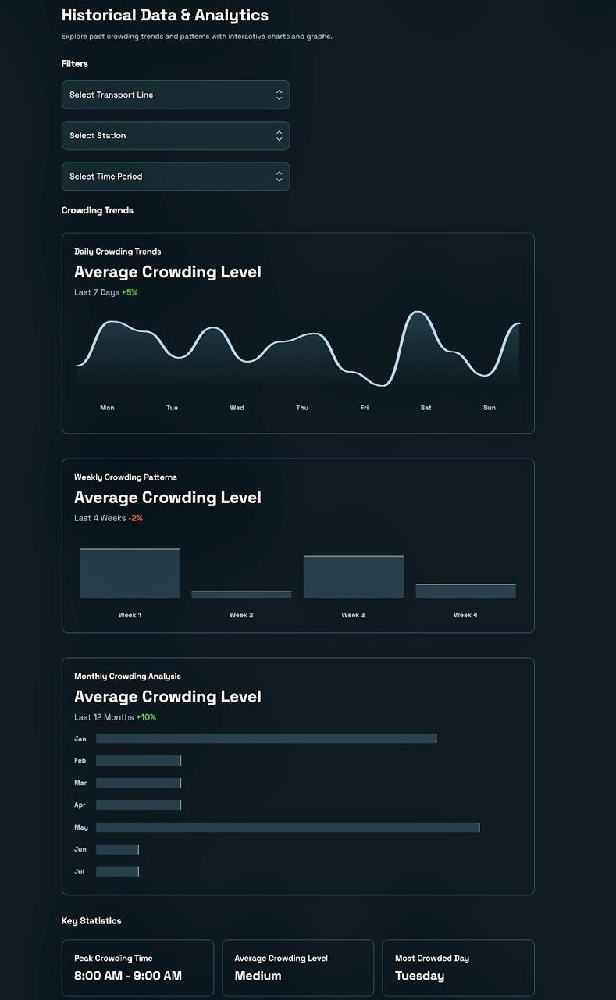 Historical Data & Analytics
Explore past crowding trends and patterns with interactive charts and graphs.
Filters
Select Transport Line
Select Station
Select Time Period
Crowding Trends
Daily Crowding Trends
Average Crowding Level
Last 7 Days +5%
Mon Tue Wed Thu Fri Sat Sun
Weekly Crowding Patterns
Average Crowding Level
Last 4 Weeks -2%
Week 1 Week 2 Week 3 Week 4
Monthly Crowding Analysis
Average Crowding Level
Last 12 Months +10%
Jan
Feb
Mar
Apr
May
Jun
Jul
Key Statistics
Peak Crowding Time
8:00 AM - 9:00 AM
Average Crowding Level
Medium
Most Crowded Day
Tuesday